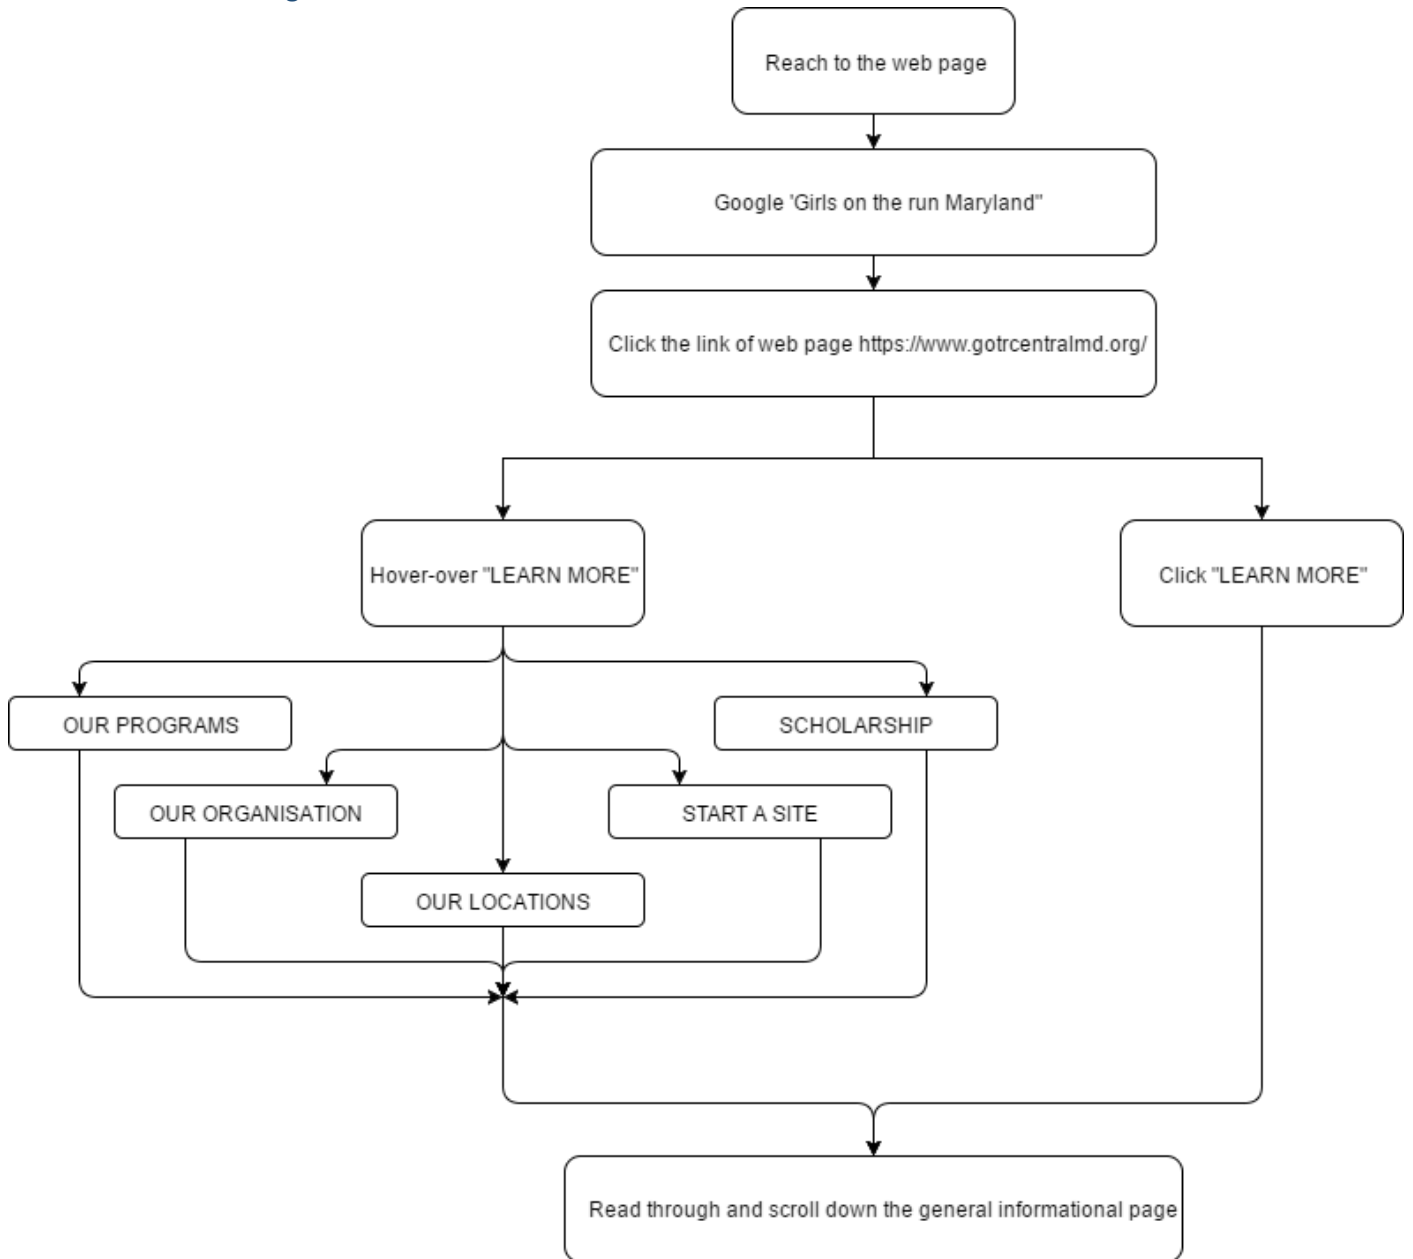 Reach to the web page
Google 'Girls on the run Maryland"
Click the link of web page https://www.gotrcentralmd.org/
Hover-over "LEARN MORE"
Click "LEARN MORE"
OUR PROGRAMS
SCHOLARSHIP
OUR ORGANISATION
START A SITE
OUR LOCATIONS
Read through and scroll down the general informational page